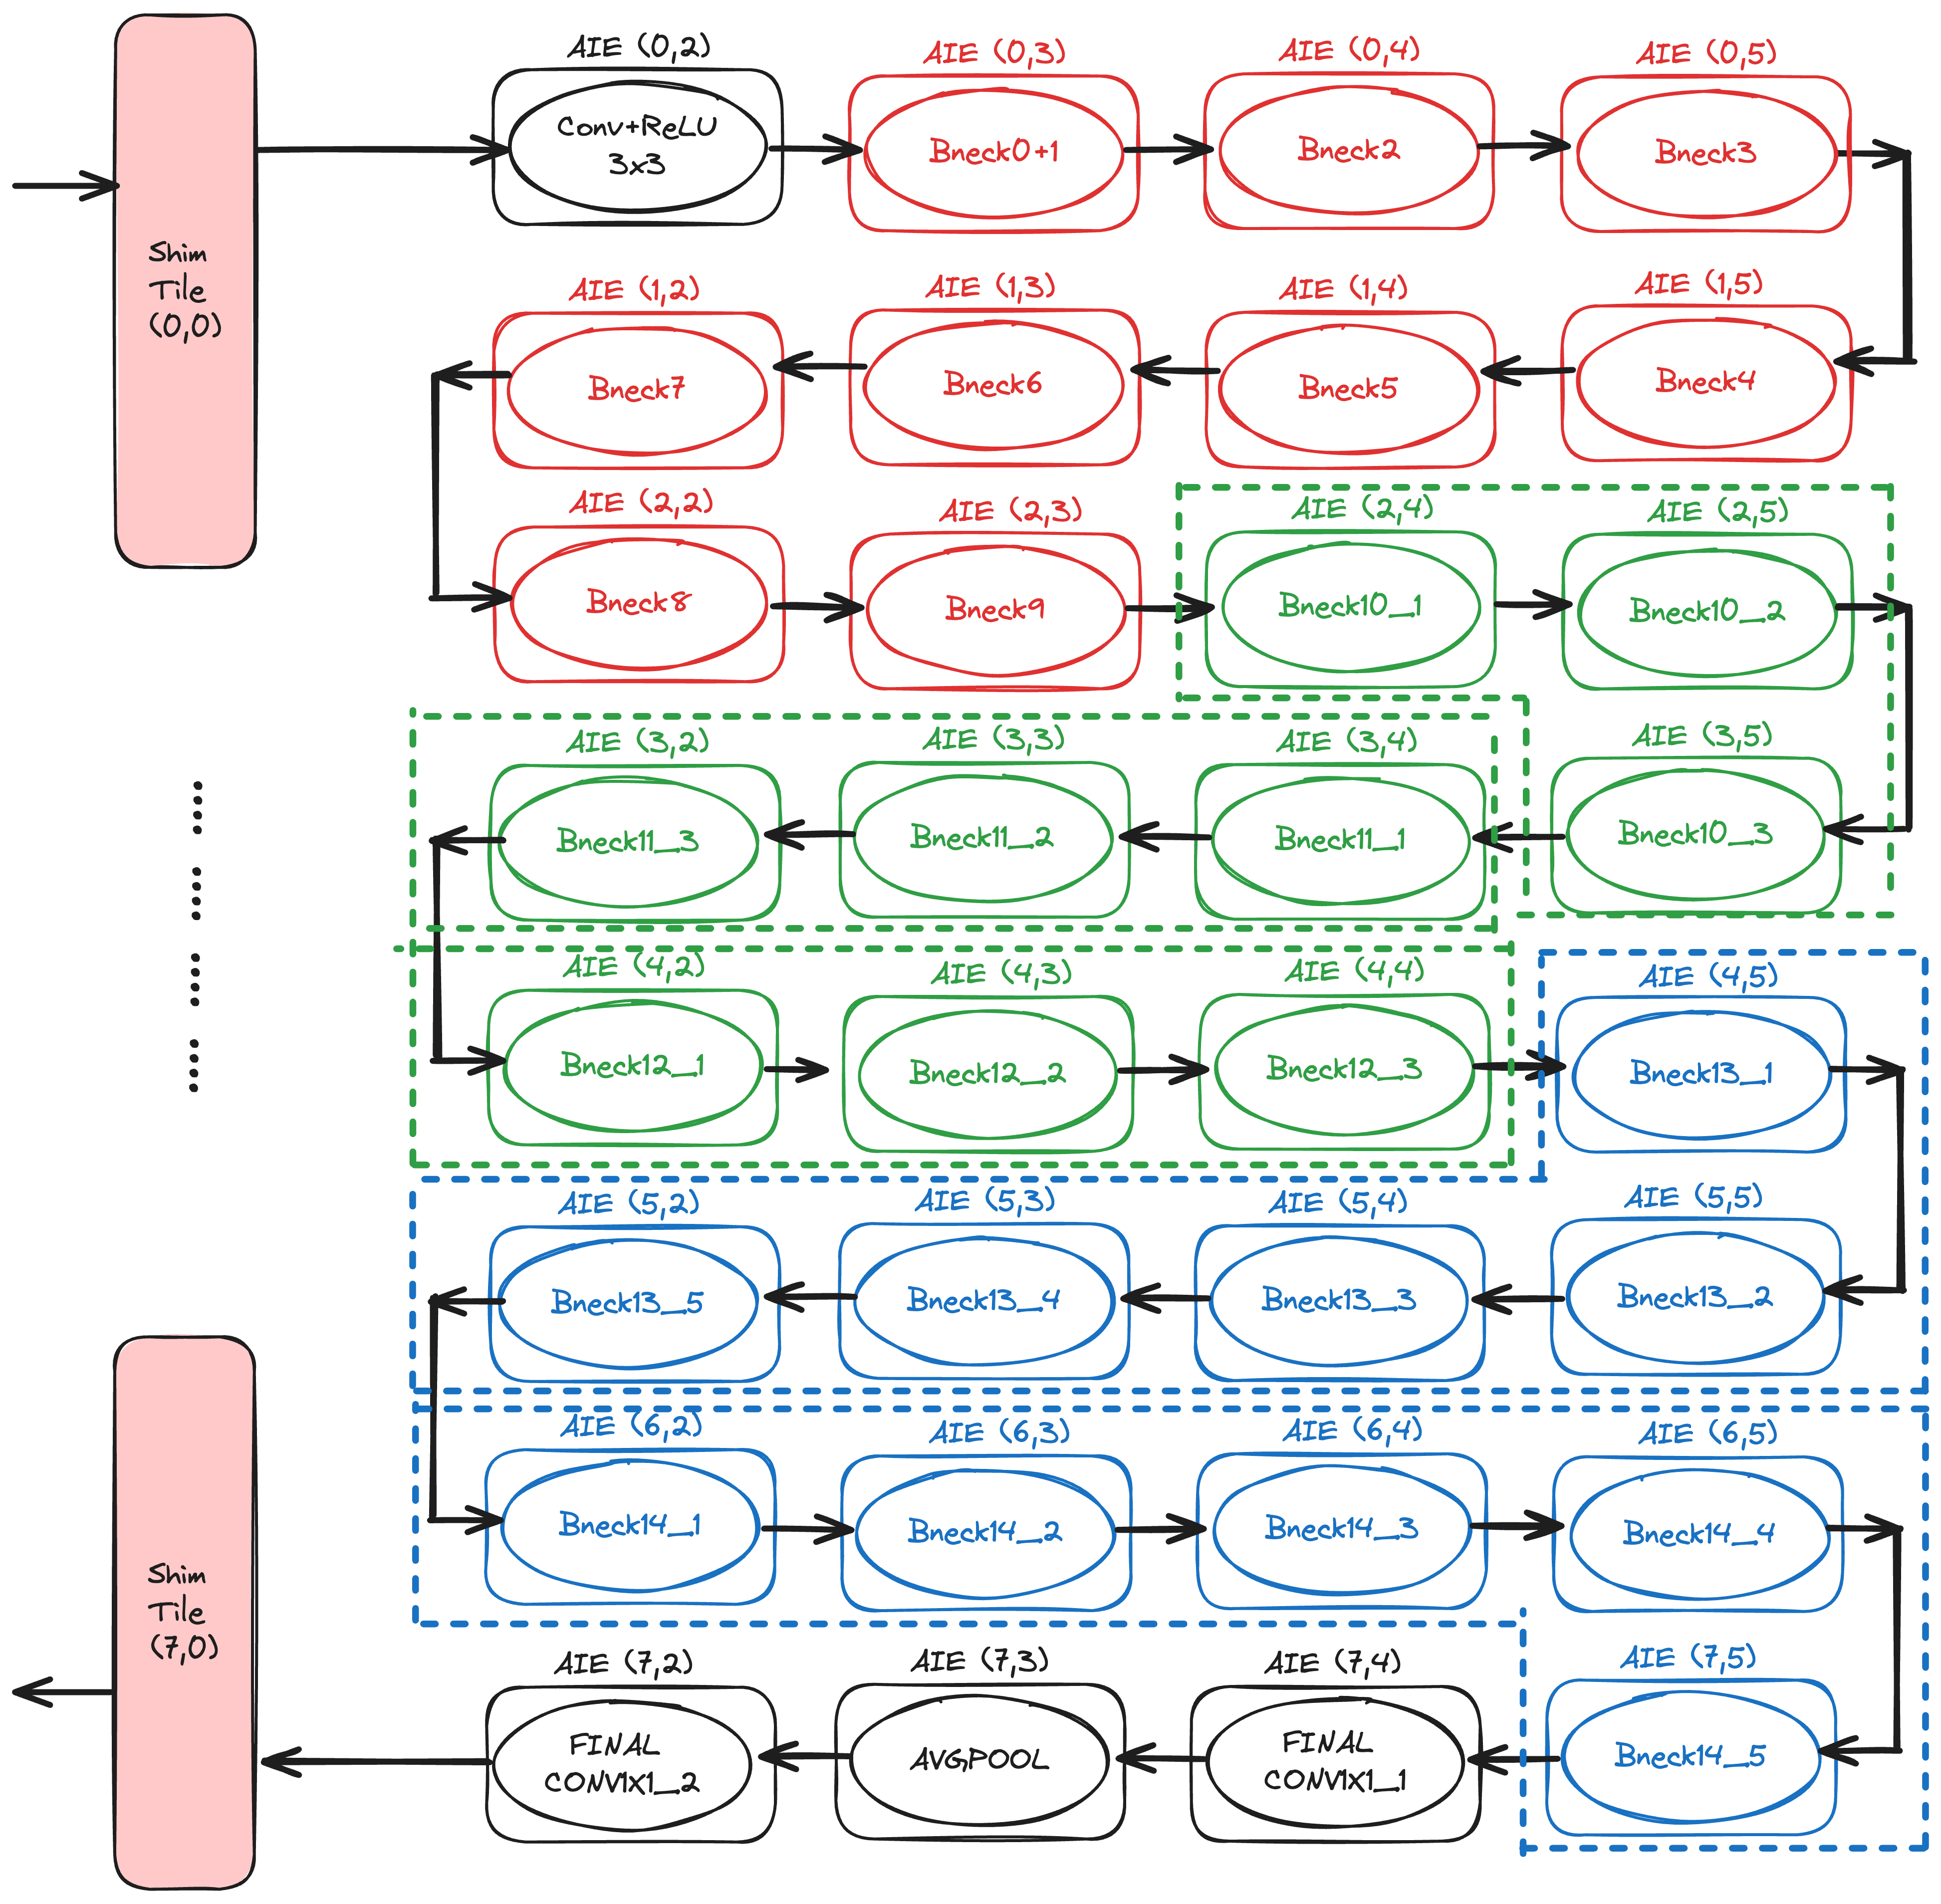 AIE (0,2)
AIE (0,3)
AIE (0,4)
AIE (0,5)
Conv+ReLU
3x3
Bneck0+1
Bneck2
Bneck3
Shim
Tile
(0,0)
AIE (1,2)
AIE (1,3)
AIE (1,4)
AIE (1,5)
Bneck7
Bneck6
Bneck5
Bneck4
AIE (2,2)
AIE (2,3)
AIE (2,4)
AIE (2,5)
Bneck8
Bneck9
Bneck10_1
Bneck10_2
AIE (3,2)
AIE (3,3)
AIE (3,4)
AIE (3,5)
Bneck11_3
Bneck11_2
Bneck11_1
Bneck10_3
AIE (4,2)
AIE (4,3)
AIE (4,4)
AIE (4,5)
Bneck12_1
Bneck12_2
Bneck12_3
Bneck13_1
AIE (5,2)
AIE (5,3)
AIE (5,4)
AIE (5,5)
Bneck13_5
Bneck13_4
Bneck13_3
Bneck13_2
AIE (6,2)
AIE (6,3)
AIE (6,4)
AIE (6,5)
Bneck14_1
Bneck14_2
Bneck14_3
Bneck14_4
Shim
Tile
(7,0)
AIE (7,2)
AIE (7,3)
AIE (7,4)
AIE (7,5)
FINAL
CONV1X1_2
AVGPOOL
FINAL
CONV1X1_1
Bneck14_5